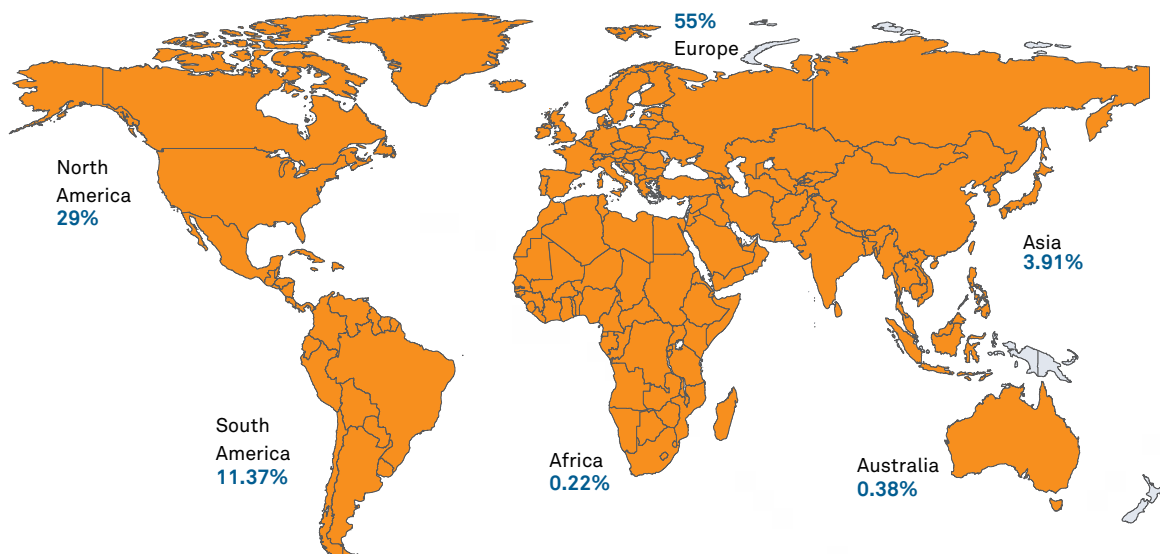 55%
Europe
North
America
29%
Asia
3.91%
South
America
11.37%
Africa
0.22%
Australia
0.38%